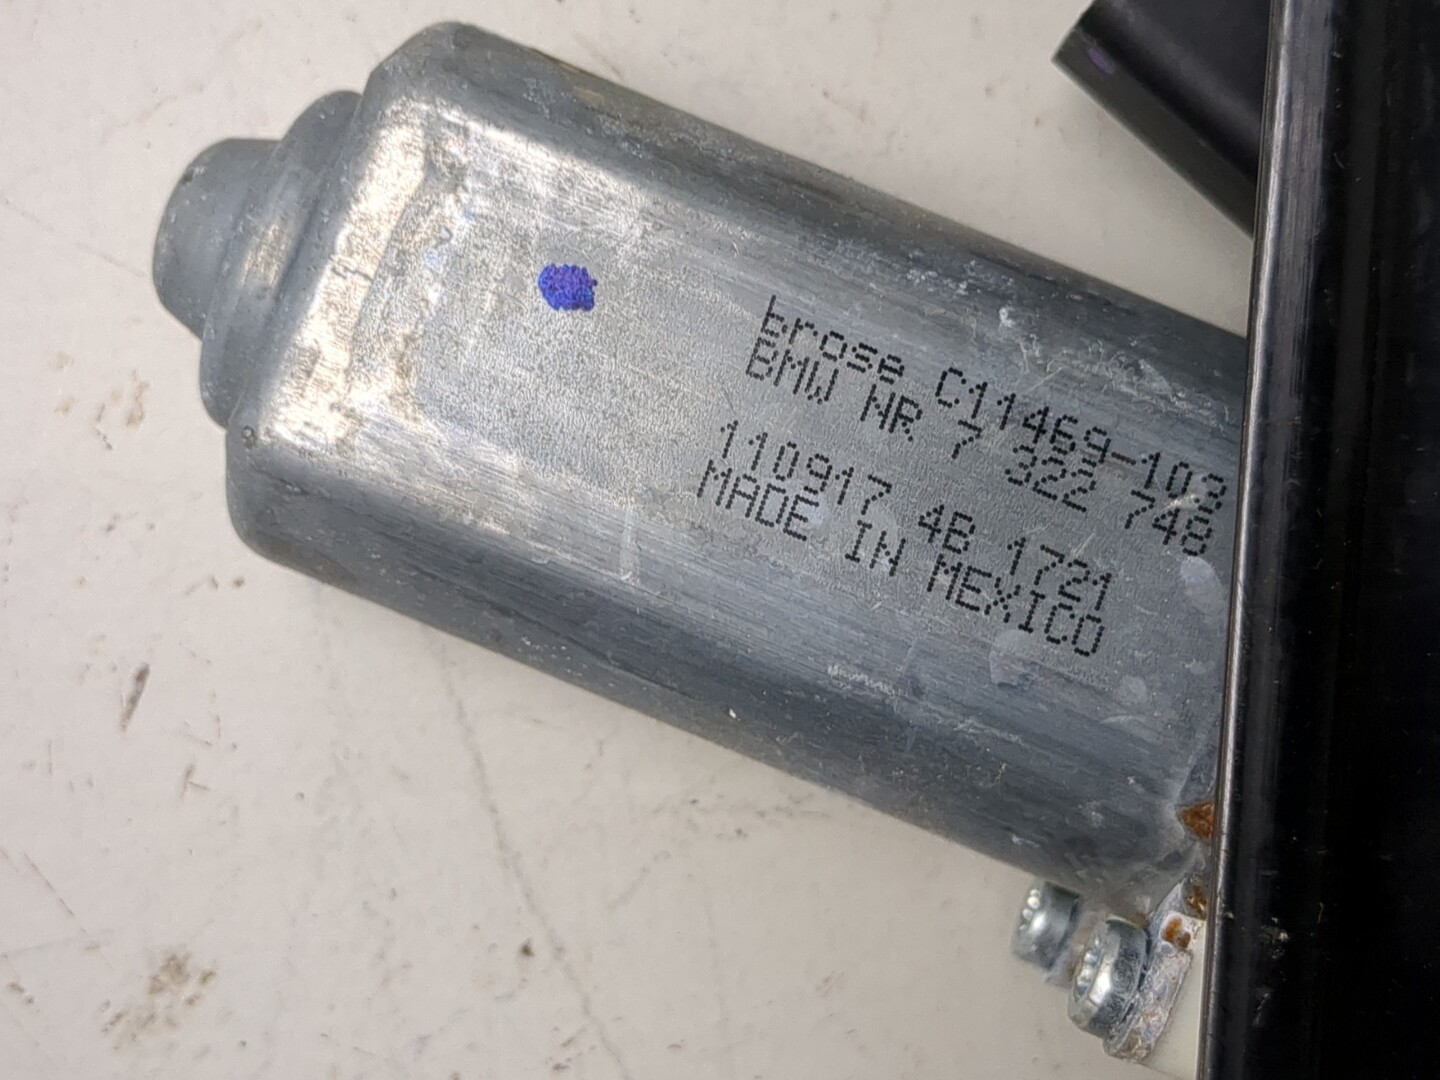 brose C11469-103
BMW NR 7 322 748
110917 4B 1721
MADE IN MEXICO